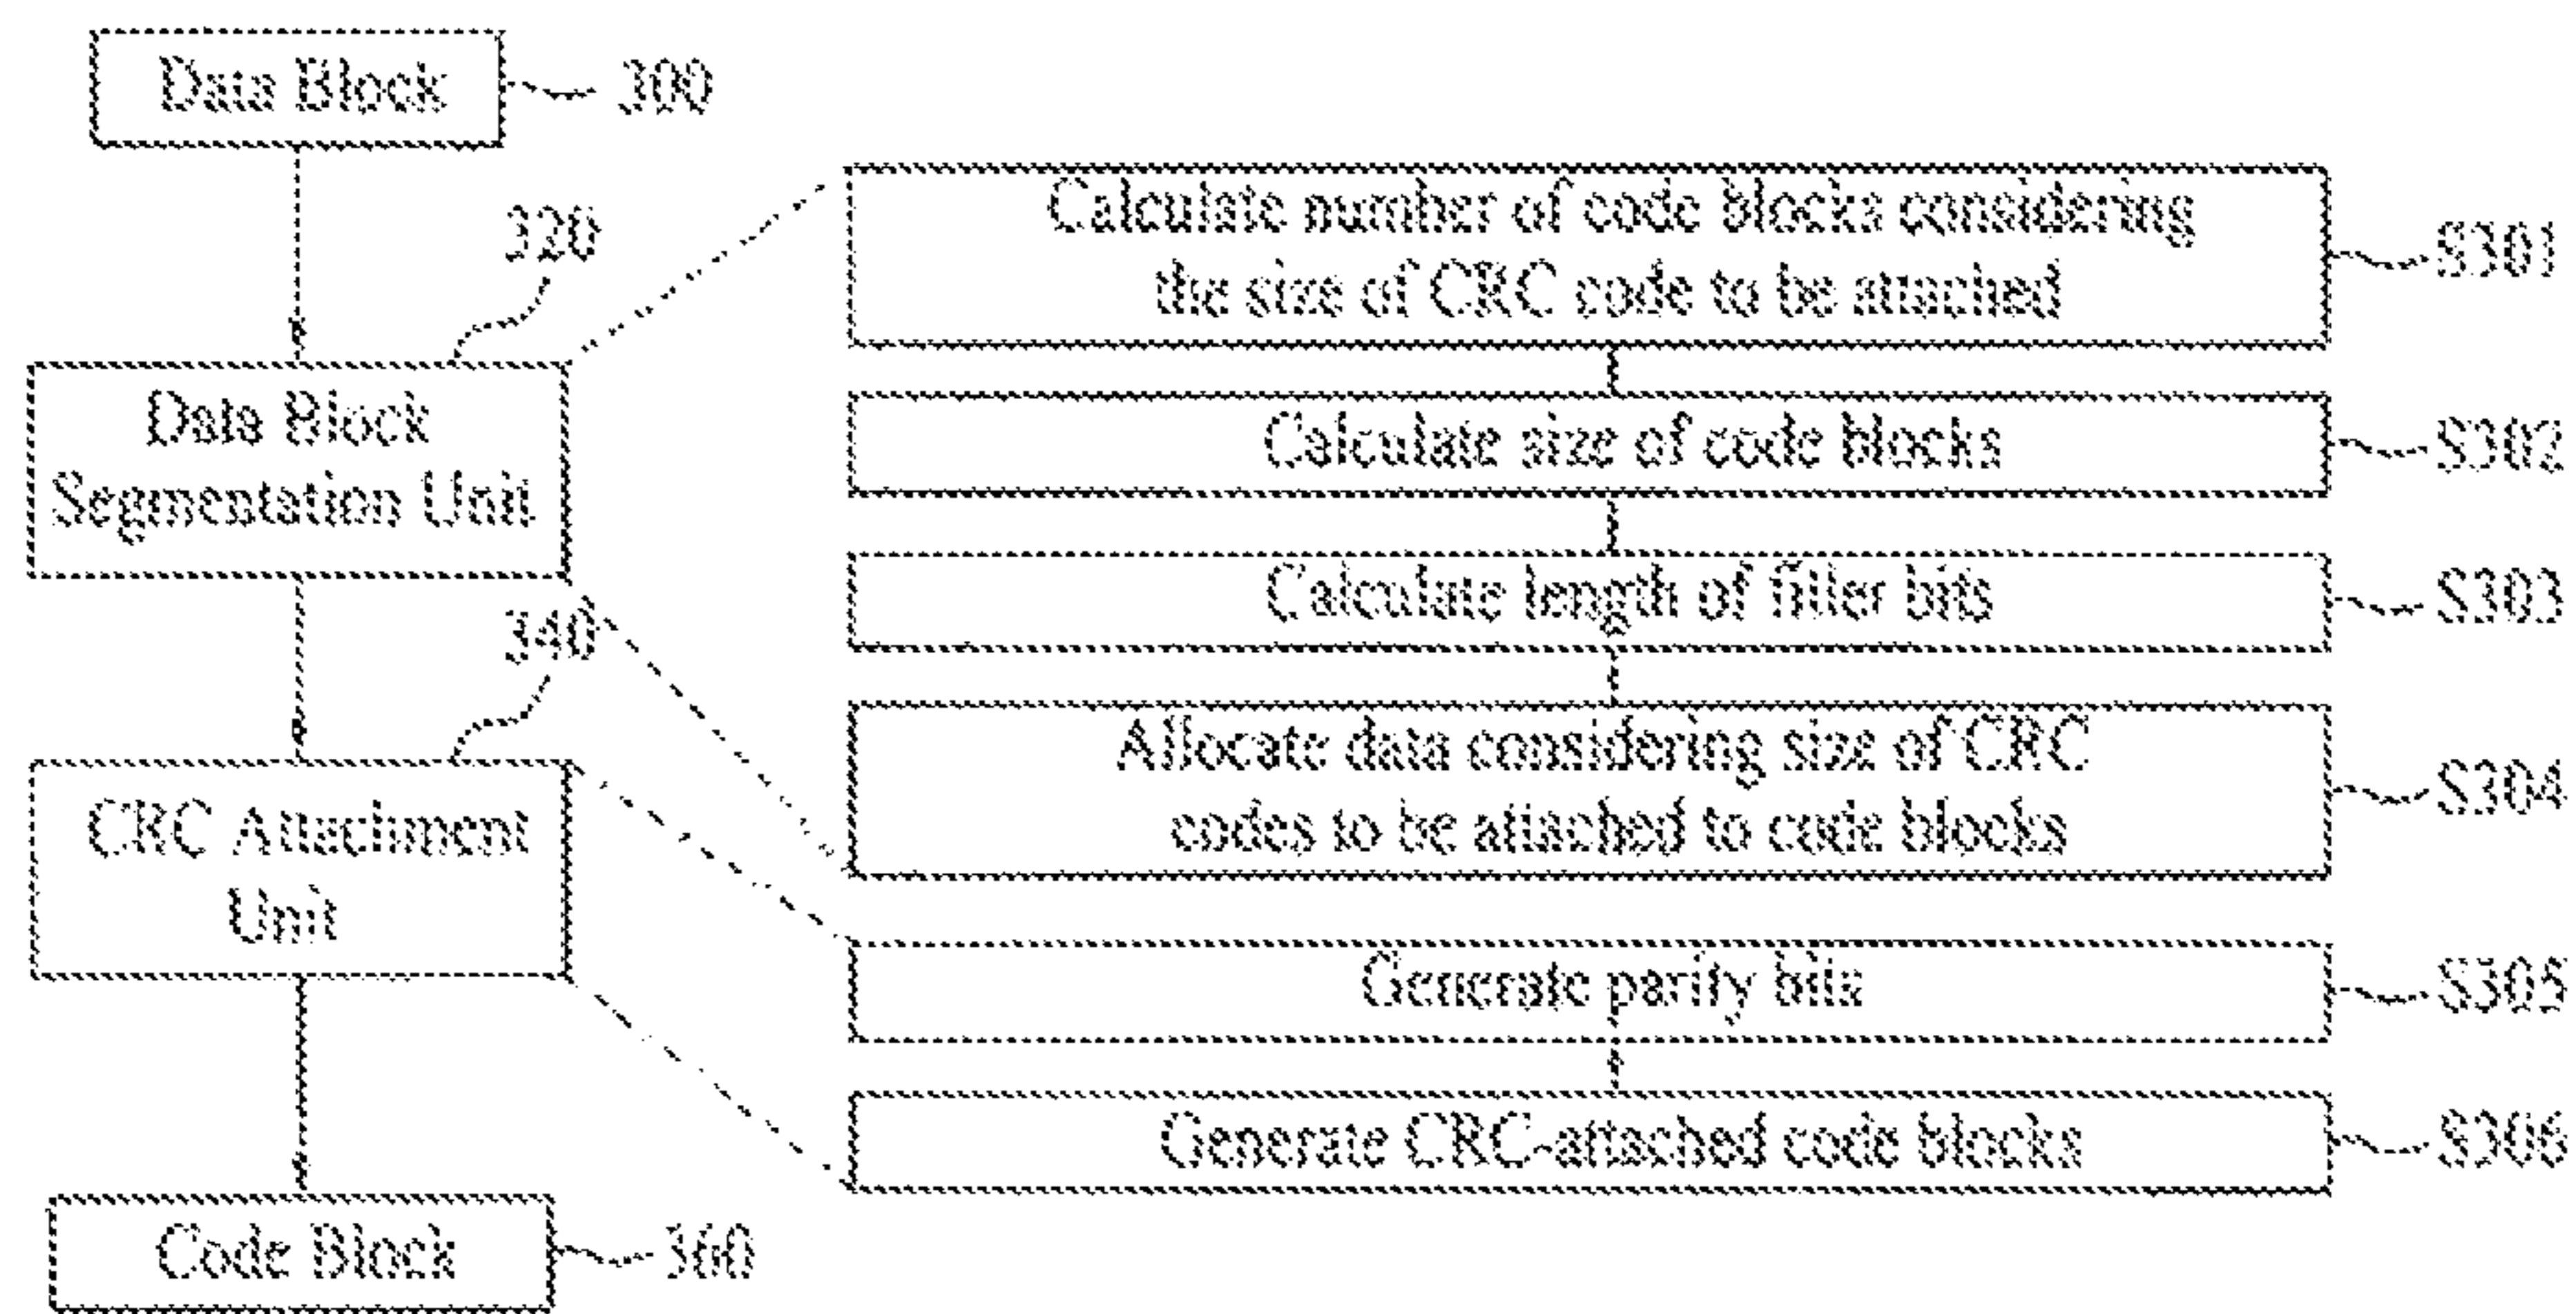 Data Block
300
320
Data Block
Segmentation Unit
340
CRC Attachment
Unit
Code Block
360
Calculate number of code blocks considering
the size of CRC code to be attached
S301
Calculate size of code blocks
S302
Calculate length of filler bits
S303
Allocate data considering size of CRC
codes to be attached to code blocks
S304
Generate parity bits
S305
Generate CRC-attached code blocks
S306